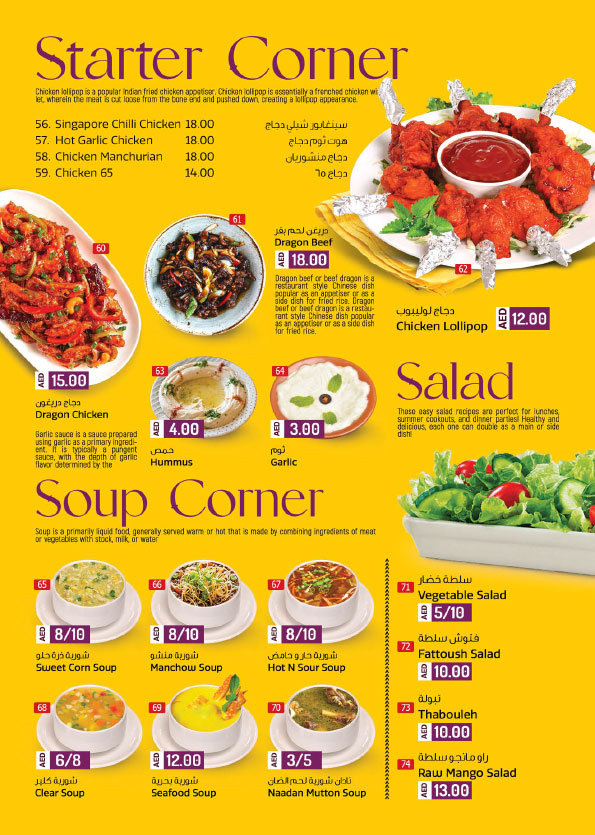 Starter Corner
Chicken lollipop is a popular Indian fried chicken appetiser. Chicken lollipop is essentially a frenched chicken wi
let, wherein the meat is cut loose from the bone end and pushed down, creating a lollipop appearance.
56. Singapore Chilli Chicken 18.00 سينغابور شيلي دجاج
57. Hot Garlic Chicken 18.00 هوت ثوم دجاج
58. Chicken Manchurian 18.00 دجاج منشوريان
59. Chicken 65 14.00 دجاج ٦٥
60
AED 15.00
دجاج دريغون
Dragon Chicken
Garlic sauce is a sauce prepared
using garlic as a primary ingredi-
ent. It is typically a pungent
sauce, with the depth of garlic
flavor determined by the
61
دريغن لحم بقر
Dragon Beef
AED 18.00
Dragon beef or beef dragon is a
restaurant style Chinese dish
popular as an appetiser or as a
side dish for fried rice. Dragon
beef or beef dragon is a restau-
rant style Chinese dish popular
as an appetiser or as a side dish
for fried rice.
62
دجاج لوليبوب
Chicken Lollipop
AED 12.00
63
AED 4.00
حمص
Hummus
64
AED 3.00
ثوم
Garlic
Salad
These easy salad recipes are perfect for lunches,
summer cookouts, and dinner parties! Healthy and
delicious, each one can double as a main or side
dish!
Soup Corner
Soup is a primarily liquid food, generally served warm or hot that is made by combining ingredients of meat
or vegetables with stock, milk, or water
65
AED 8/10
شوربة ذرة حلو
Sweet Corn Soup
66
AED 8/10
شوربة منشو
Manchow Soup
67
AED 8/10
شوربة حار و حامض
Hot N Sour Soup
68
AED 6/8
شوربة كلير
Clear Soup
69
AED 12.00
شوربة بحرية
Seafood Soup
70
AED 3/5
نادان شوربة لحم الضان
Naadan Mutton Soup
71
سلطة خضار
Vegetable Salad
AED 5/10
72
فتوش سلطة
Fattoush Salad
AED 10.00
73
تبولة
Thabouleh
AED 10.00
74
راو مانجو سلطة
Raw Mango Salad
AED 13.00